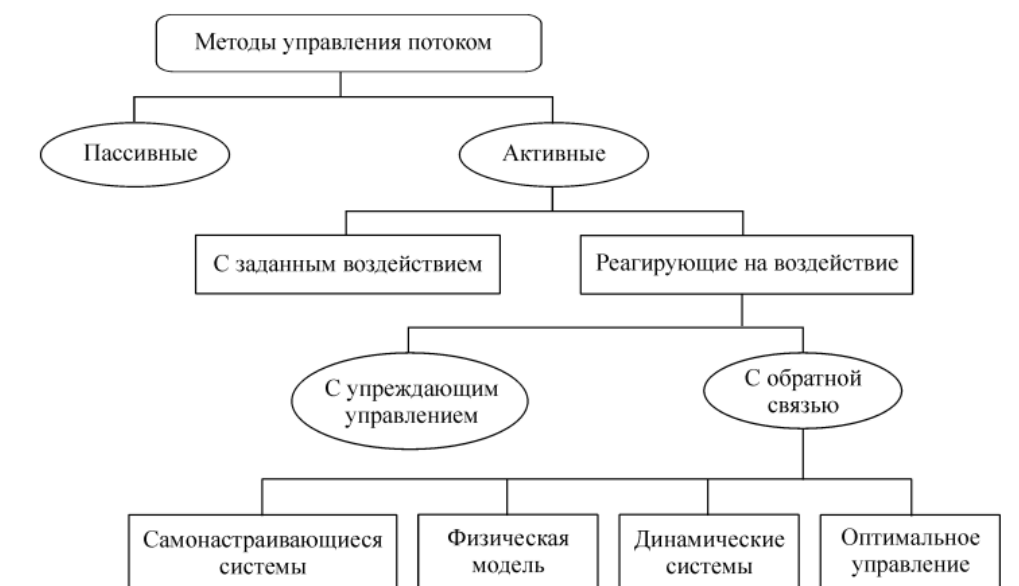 Методы управления потоком
Пассивные
Активные
С заданным воздействием
Реагирующие на воздействие
С упреждающим
управлением
С обратной
связью
Самонастраивающиеся
системы
Физическая
модель
Динамические
системы
Оптимальное
управление